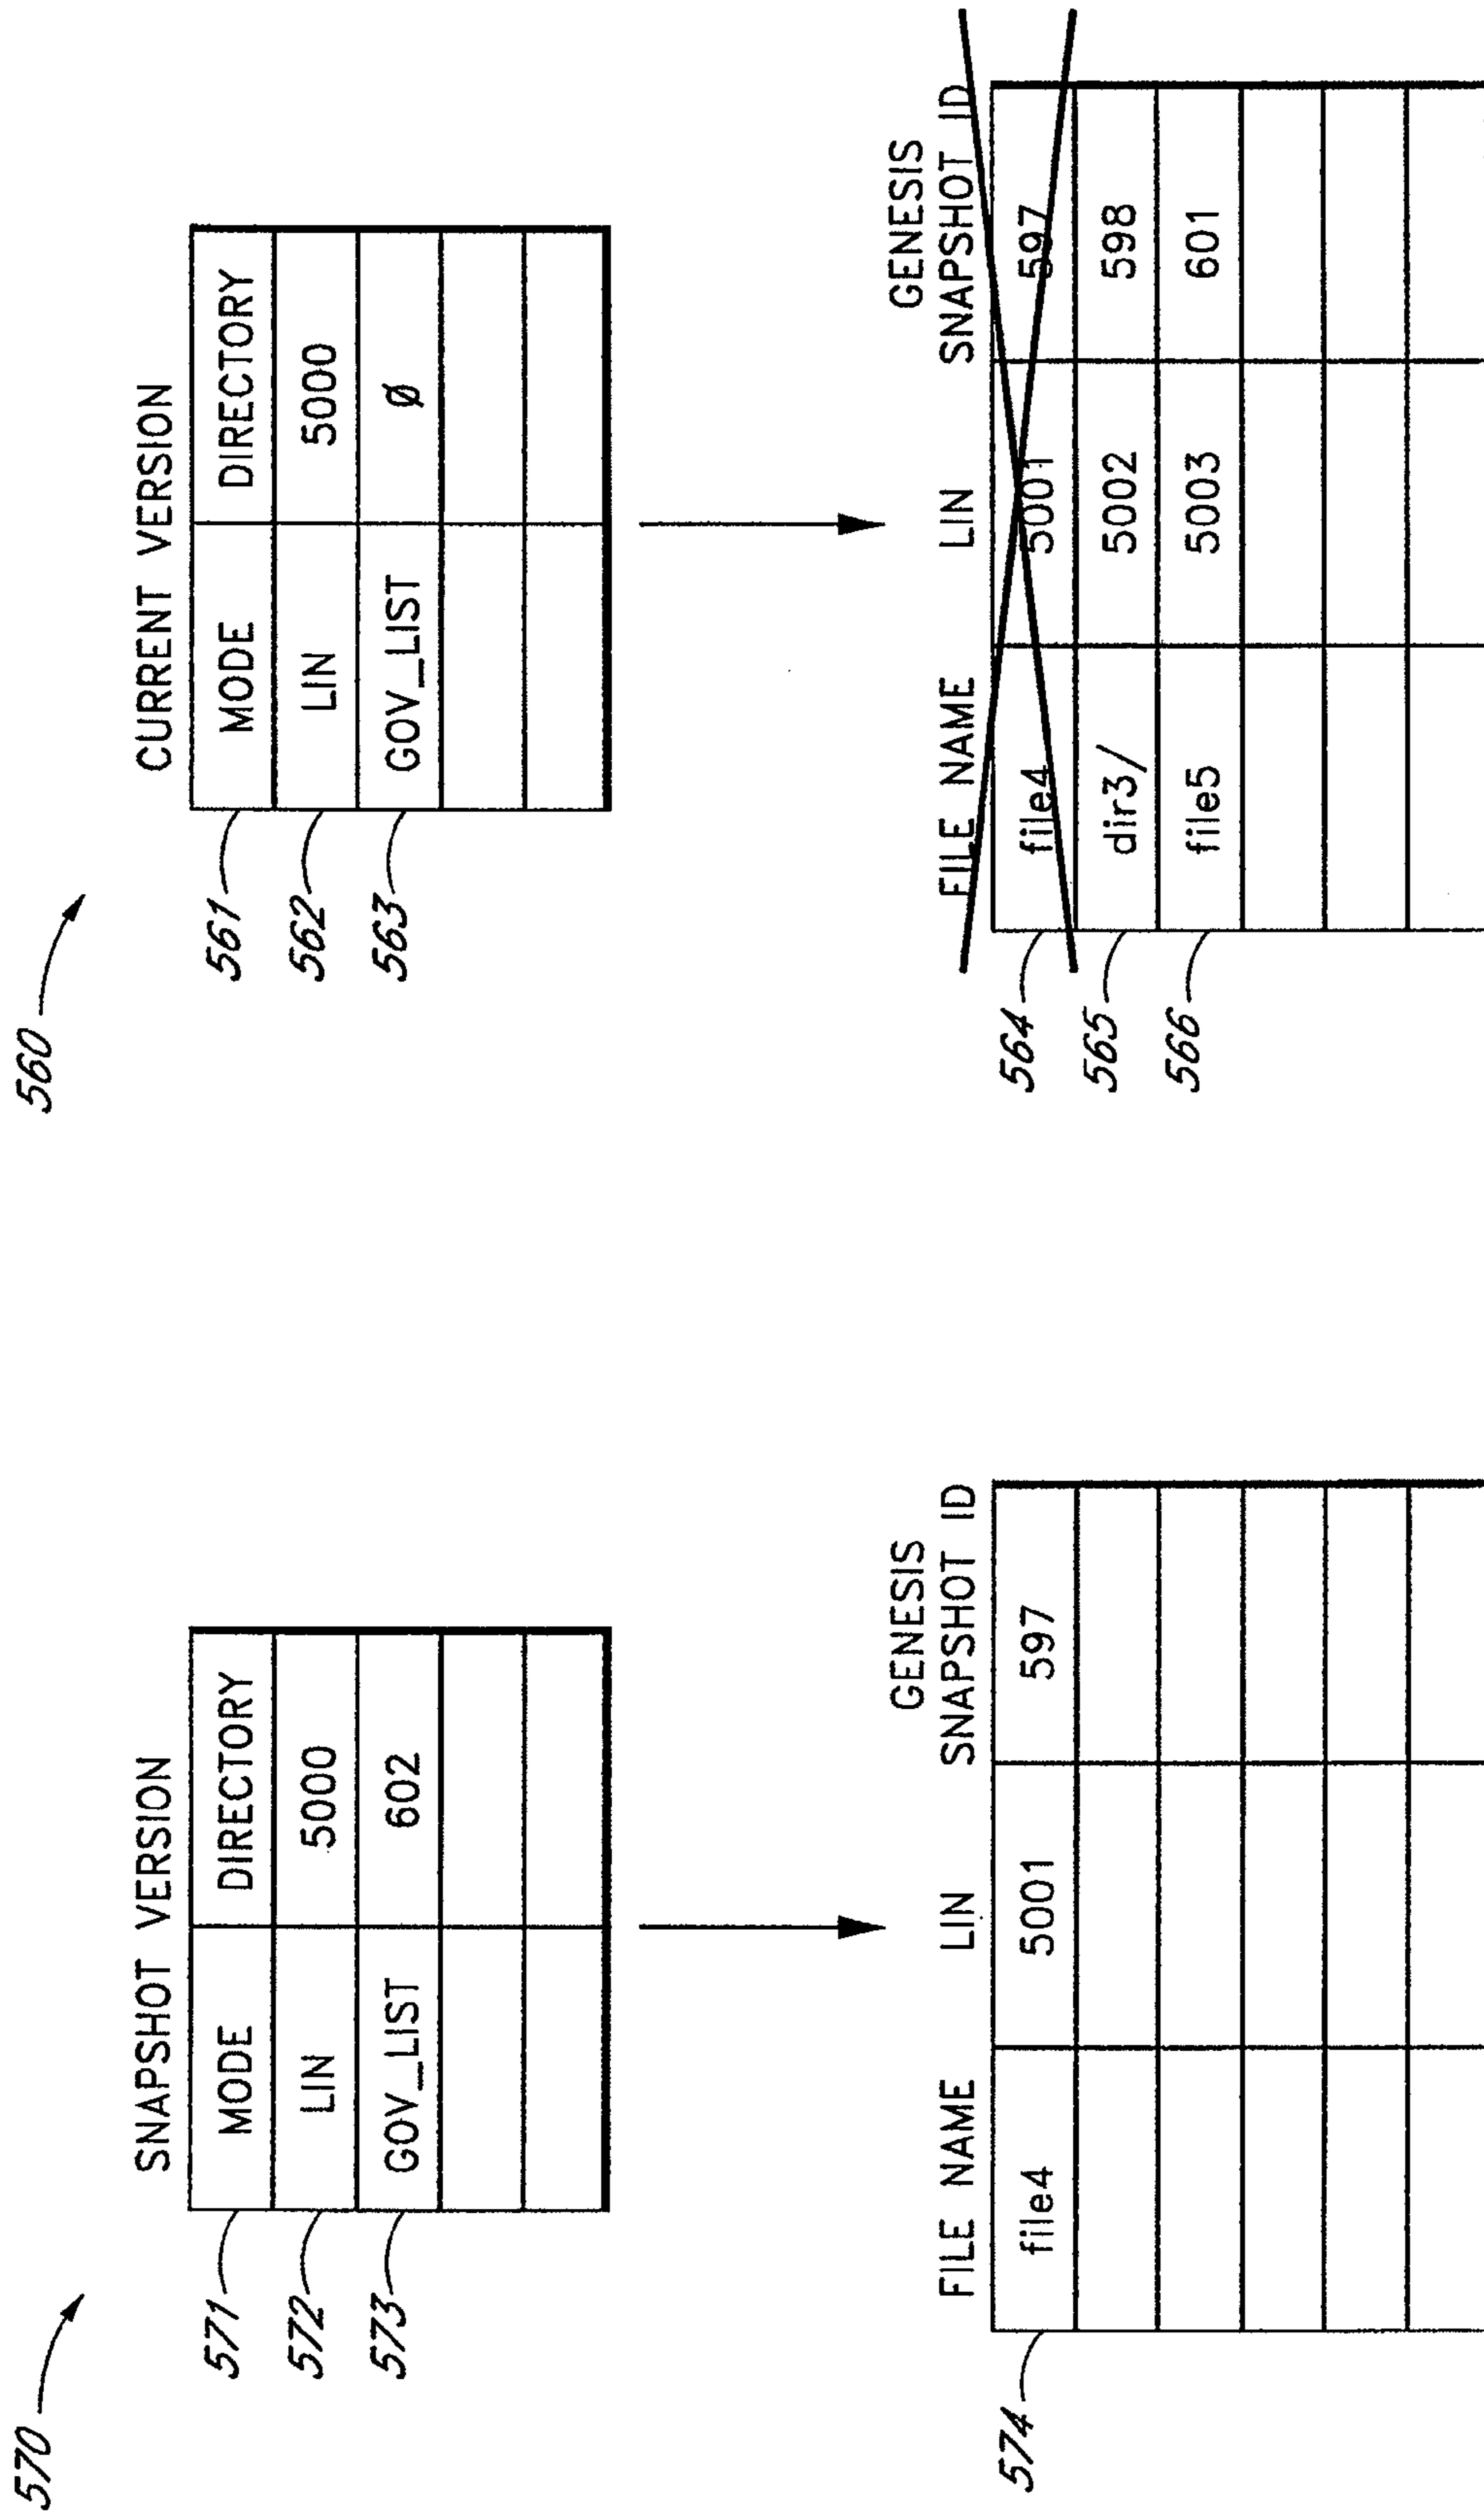 570
SNAPSHOT VERSION
571 MODE DIRECTORY
572 LIN 5000
573 GOV_LIST 602
GENESIS
FILE NAME LIN SNAPSHOT ID
574 file4 5001 597
560
CURRENT VERSION
561 MODE DIRECTORY
562 LIN 5000
563 GOV_LIST Ø
GENESIS
FILE NAME LIN SNAPSHOT ID
564 file4 5001 597
565 dir3/ 5002 598
566 file5 5003 601